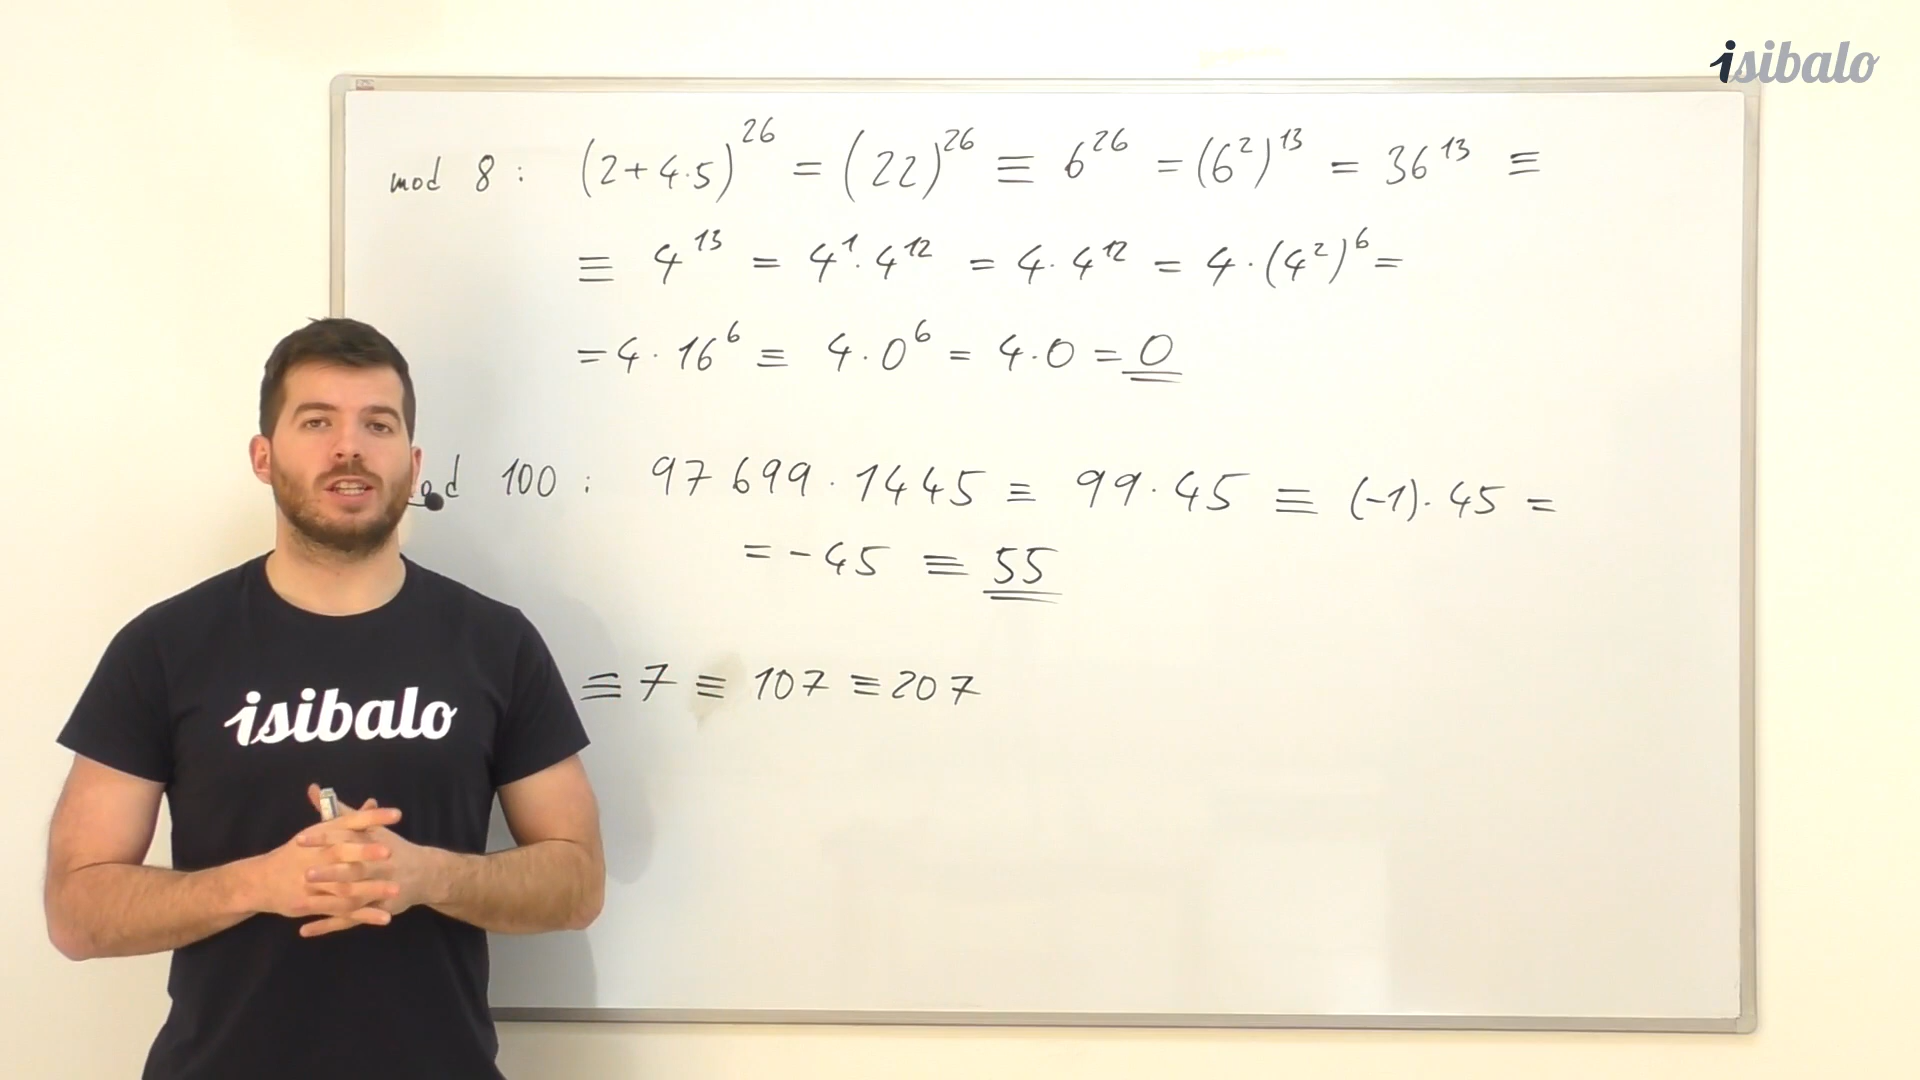 isibalo
mod 8 : (2+4·5)^26 = (22)^26 ≡ 6^26 = (6^2)^13 = 36^13 ≡
≡ 4^13 = 4^1·4^12 = 4·4^12 = 4·(4^2)^6 =
= 4·16^6 ≡ 4·0^6 = 4·0 = 0
100 : 97 699·1445 ≡ 99·45 ≡ (-1)·45 =
= -45 ≡ 55
≡ 7 ≡ 107 ≡ 207
isibalo